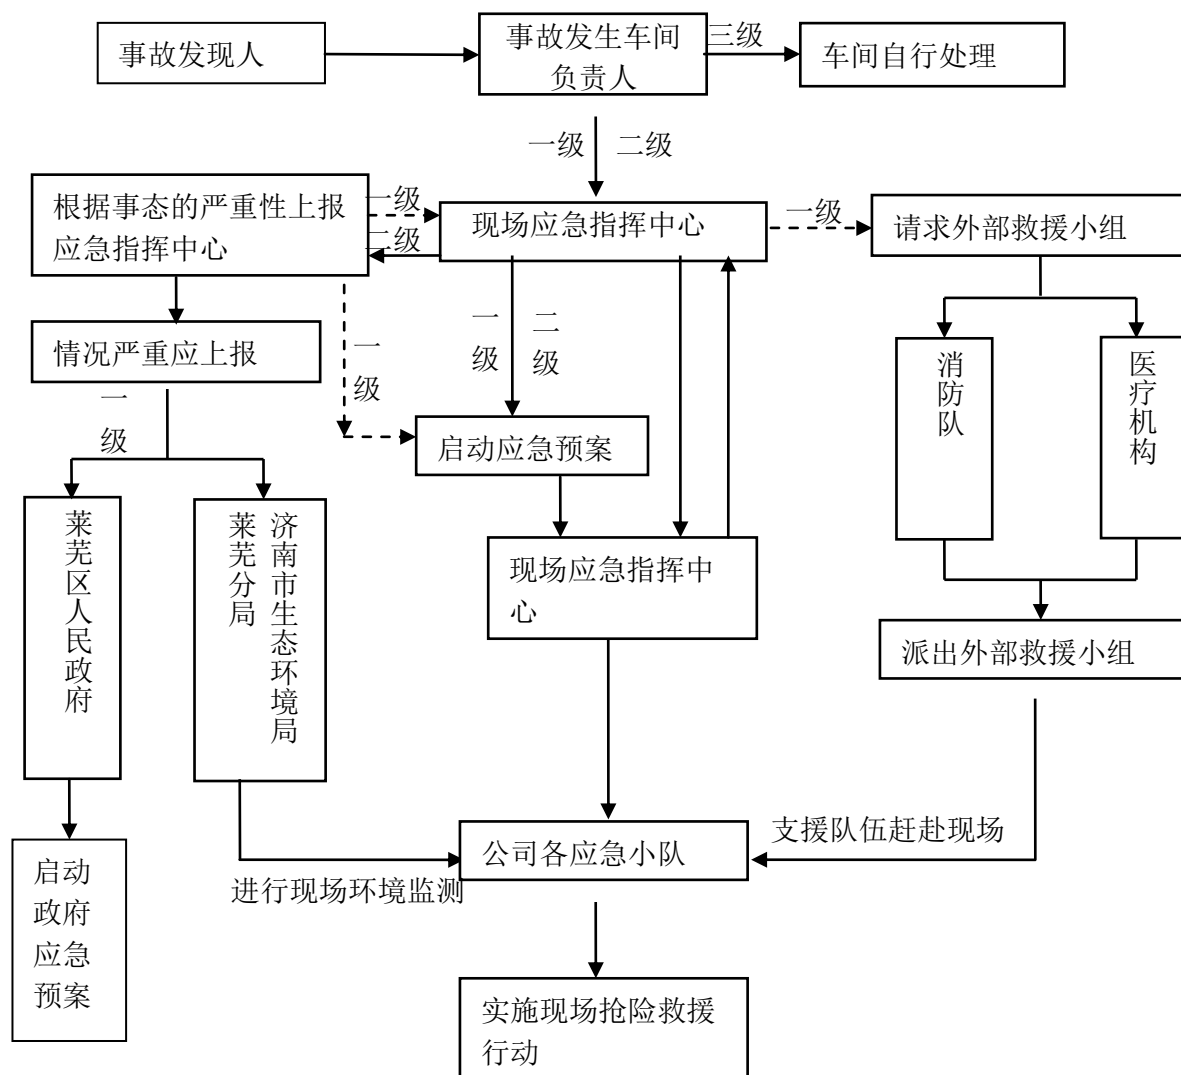 事故发现人
事故发生车间
负责人
三级
车间自行处理
一级
二级
根据事态的严重性上报
应急指挥中心
一级
二级
现场应急指挥中心
一级
请求外部救援小组
情况严重应上报
一级
一级
二级
消防队
医疗机构
启动应急预案
一级
莱芜区人民政府
济南市生态环境局
莱芜分局
现场应急指挥中
心
派出外部救援小组
公司各应急小队
支援队伍赶赴现场
进行现场环境监测
启动
政府
应急
预案
实施现场抢险救援
行动